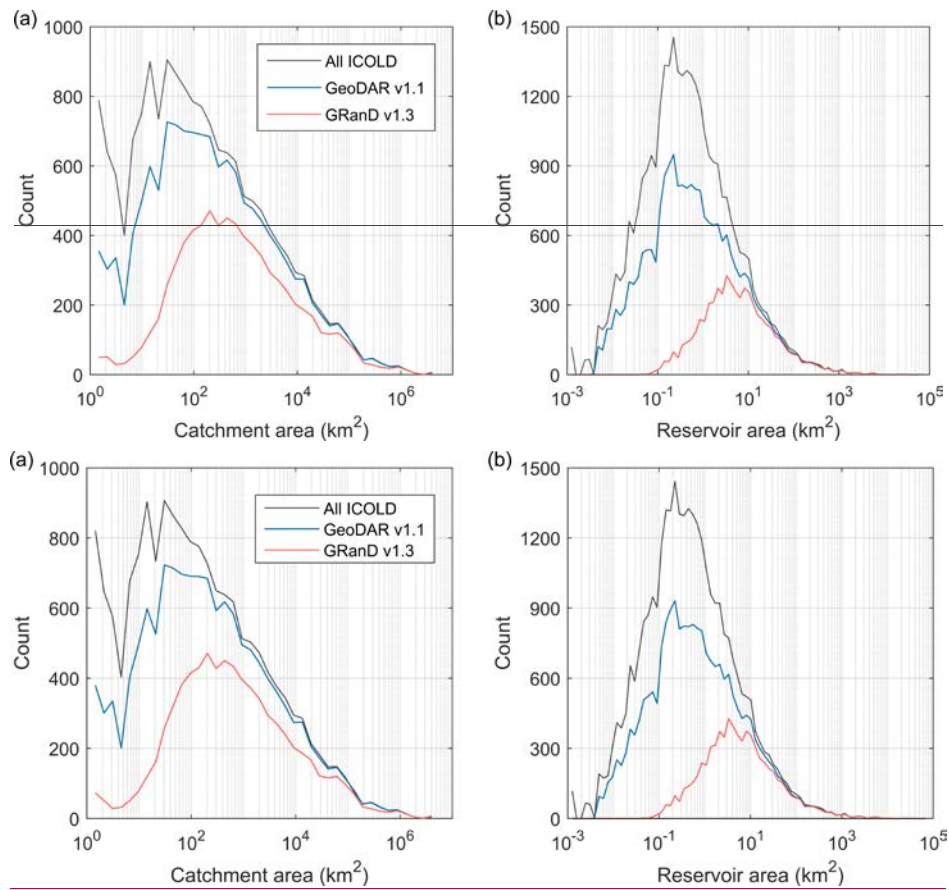 (a)
1000
800
600
400
200
0
Count
All ICOLD
GeoDAR v1.1
GRanD v1.3
10^0 10^2 10^4 10^6
Catchment area (km^2)
(b)
1500
1200
900
600
300
0
Count
10^-3 10^-1 10^1 10^3 10^5
Reservoir area (km^2)
(a)
1000
800
600
400
200
0
Count
All ICOLD
GeoDAR v1.1
GRanD v1.3
10^0 10^2 10^4 10^6
Catchment area (km^2)
(b)
1500
1200
900
600
300
0
Count
10^-3 10^-1 10^1 10^3 10^5
Reservoir area (km^2)